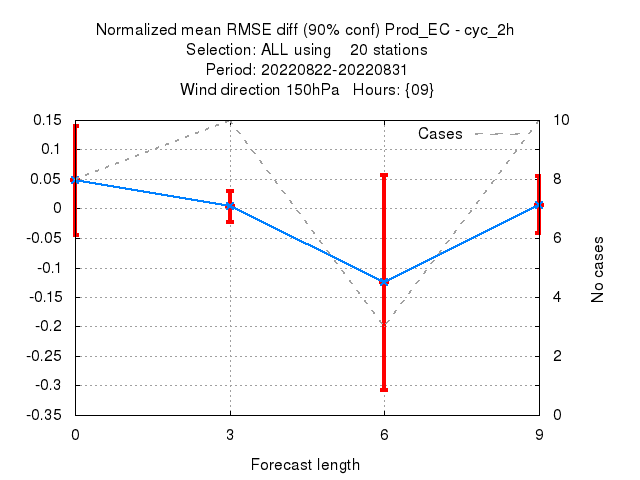 Normalized mean RMSE diff (90% conf) Prod_EC - cyc_2h
Selection: ALL using 20 stations
Period: 20220822-20220831
Wind direction 150hPa Hours: {09}
0.15
0.1
0.05
0
-0.05
-0.1
-0.15
-0.2
-0.25
-0.3
-0.35
Cases
10
8
6
4
2
0
No cases
0 3 6 9
Forecast length